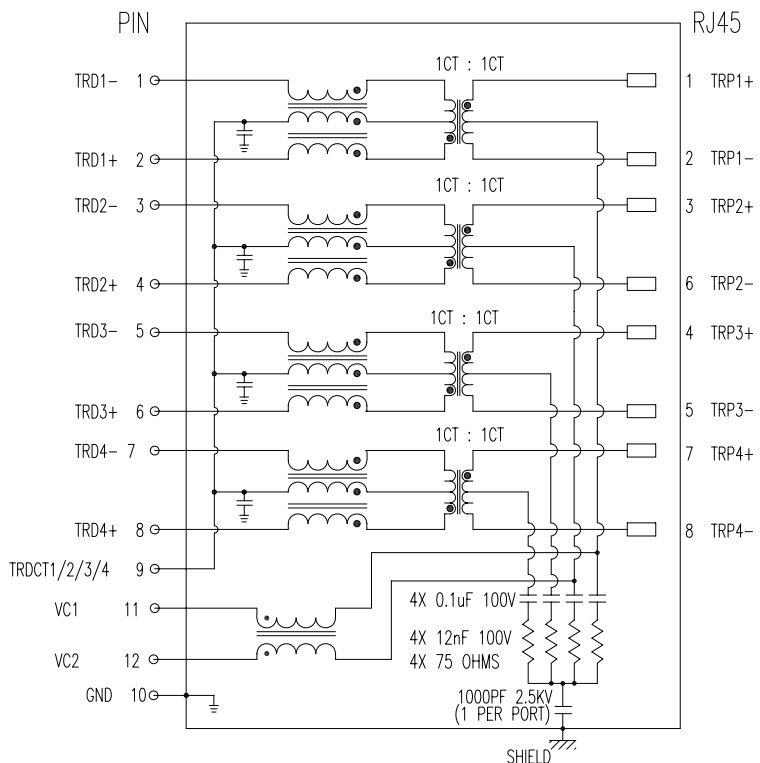 PIN RJ45
1CT : 1CT
TRD1- 1 1 TRP1+
TRD1+ 2 2 TRP1-
1CT : 1CT
TRD2- 3 3 TRP2+
TRD2+ 4 6 TRP2-
1CT : 1CT
TRD3- 5 4 TRP3+
TRD3+ 6 5 TRP3-
1CT : 1CT
TRD4- 7 7 TRP4+
TRD4+ 8 8 TRP4-
TRDCT1/2/3/4 9
VC1 11
4X 0.1uF 100V
4X 12nF 100V
VC2 12
4X 75 OHMS
GND 10
1000PF 2.5KV
(1 PER PORT)
SHIELD